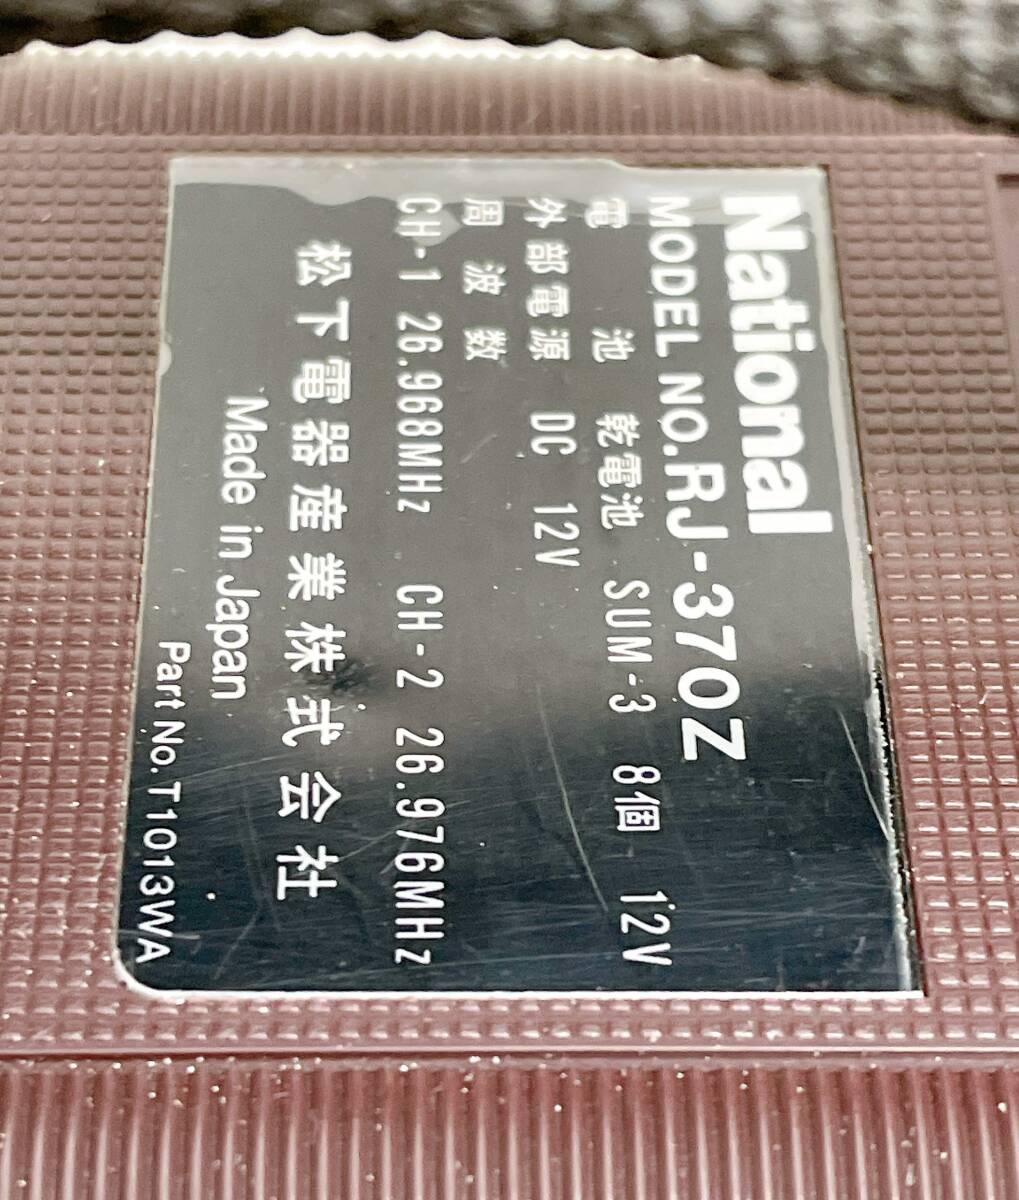 National
MODEL NO.RJ-370Z
電池 乾電池 SUM-3 8個 12V
外部電源 DC 12V
周波数
CH-1 26.968MHz CH-2 26.976MHz
松下電器産業株式会社
Made in Japan
Part No.T1013WA